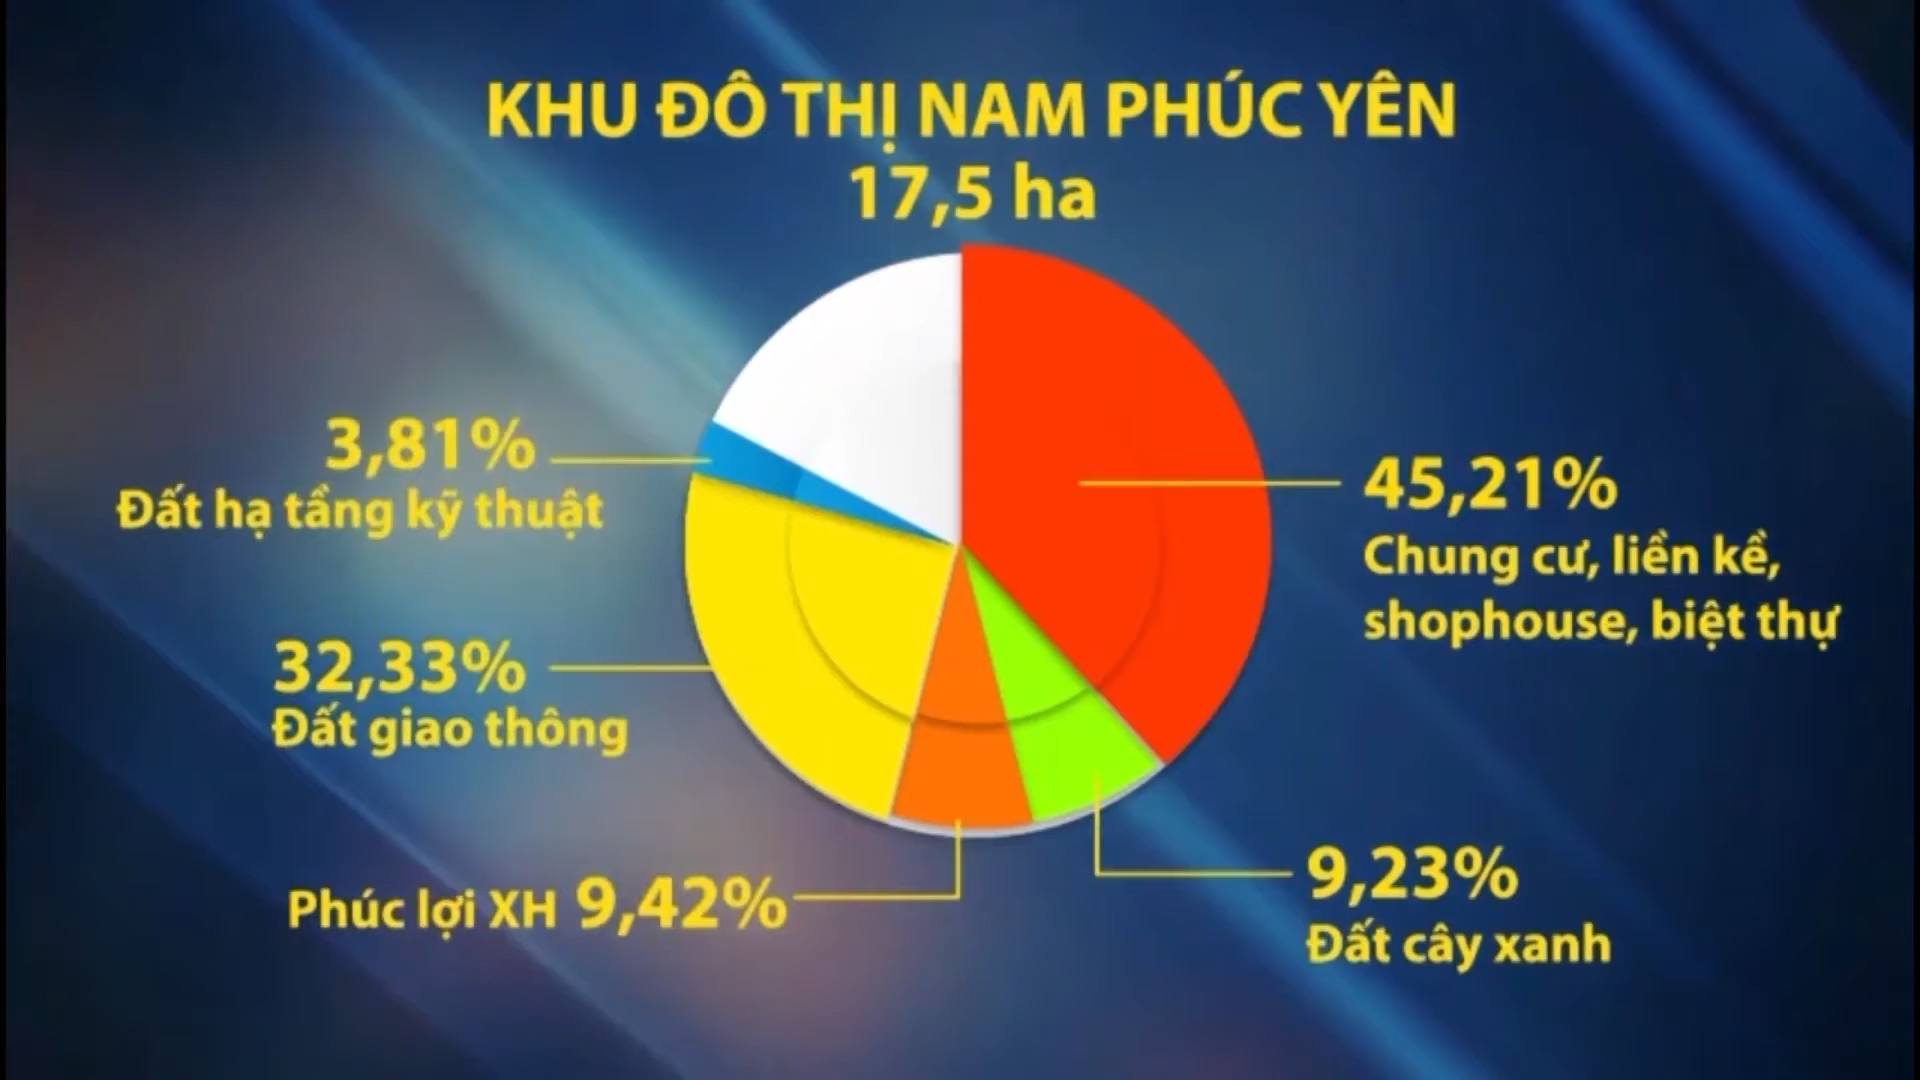 KHU ĐÔ THỊ NAM PHÚC YÊN
17,5 ha
3,81%
Đất hạ tầng kỹ thuật
45,21%
Chung cư, liền kề,
shophouse, biệt thự
32,33%
Đất giao thông
Phúc lợi XH 9,42%
9,23%
Đất cây xanh